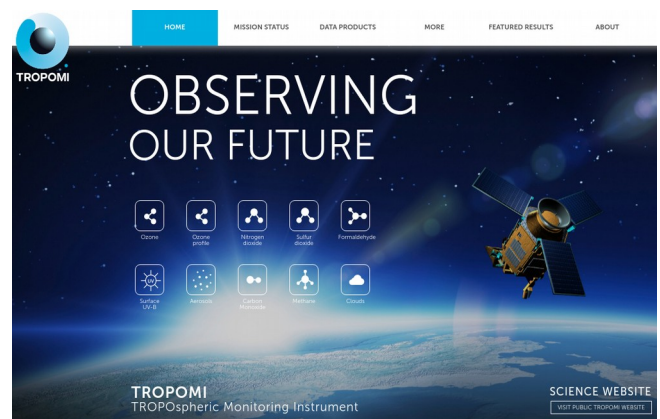 HOME MISSION STATUS DATA PRODUCTS MORE FEATURED RESULTS ABOUT
TROPOMI
OBSERVING
OUR FUTURE
Ozone
Ozone
profile
Nitrogen
dioxide
Sulfur
dioxide
Formaldehyde
UV
Surface
UV-B
Aerosols
Carbon
Monoxide
Methane
Clouds
TROPOMI
TROPOspheric Monitoring Instrument
SCIENCE WEBSITE
VISIT PUBLIC TROPOMI WEBSITE